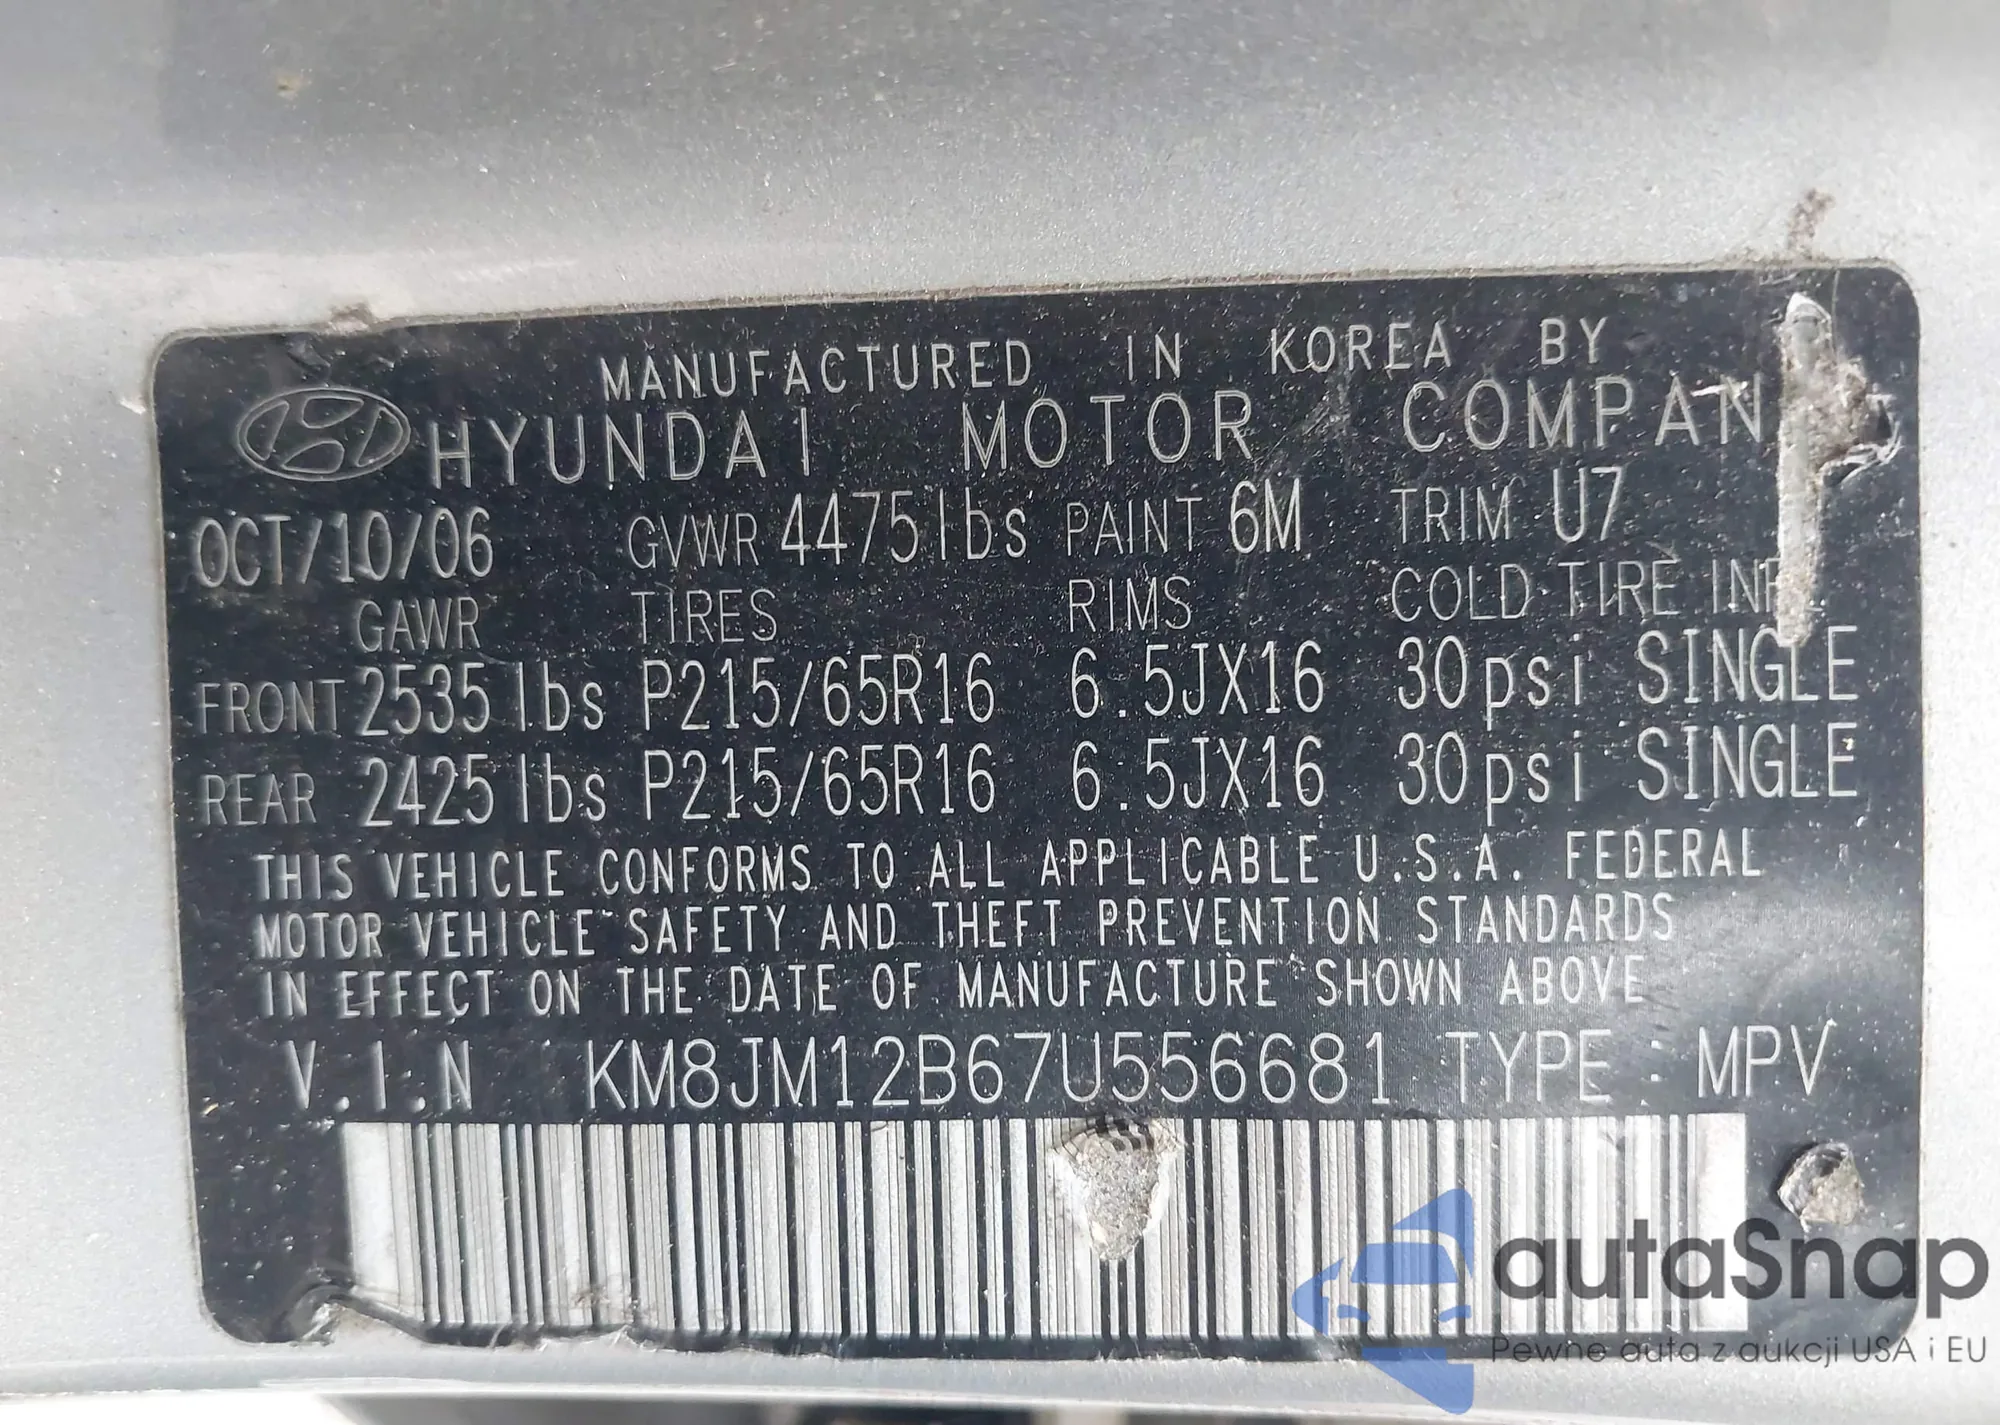 MANUFACTURED IN KOREA BY
HYUNDAI MOTOR COMPAN
OCT/10/06 GVWR 4475lbs PAINT 6M TRIM U7
GAWR TIRES RIMS COLD TIRE INF
FRONT 2535lbs P215/65R16 6.5JX16 30psi SINGLE
REAR 2425lbs P215/65R16 6.5JX16 30psi SINGLE
THIS VEHICLE CONFORMS TO ALL APPLICABLE U.S.A. FEDERAL
MOTOR VEHICLE SAFETY AND THEFT PREVENTION STANDARDS
IN EFFECT ON THE DATE OF MANUFACTURE SHOWN ABOVE
V.I.N KM8JM12B67U556681 TYPE : MPV
autaSnap
Pewne auta z aukcji USA i EU